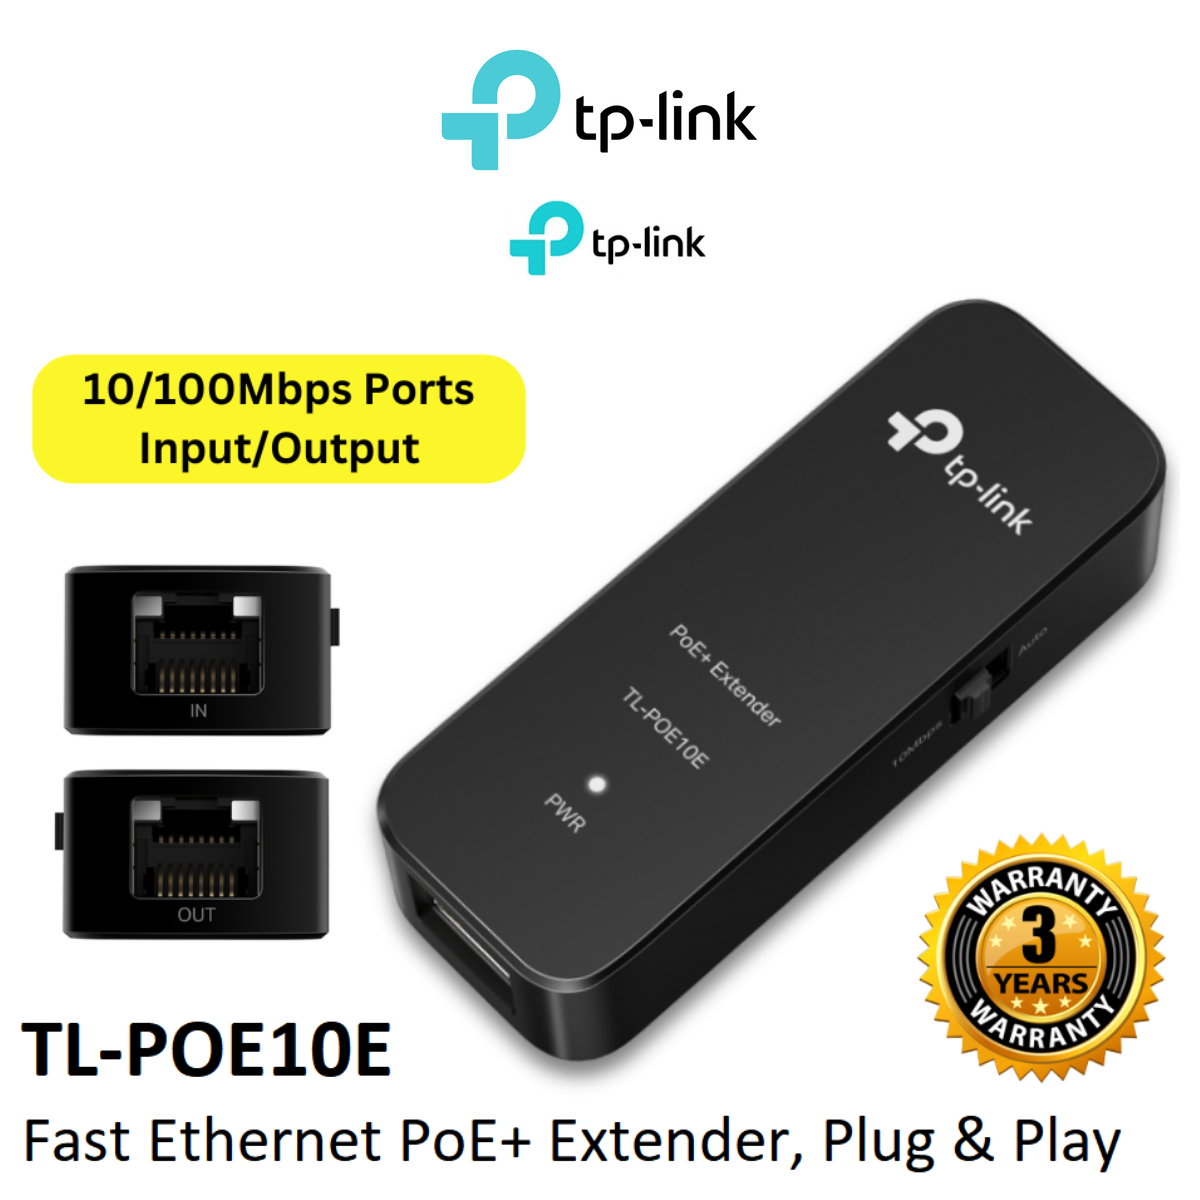 tp-link
tp-link
10/100Mbps Ports
Input/Output
tp-link
PoE+ Extender
TL-POE10E
PWR
Auto
10Mbps
IN
OUT
WARRANTY
3
YEARS
WARRANTY
TL-POE10E
Fast Ethernet PoE+ Extender, Plug & Play